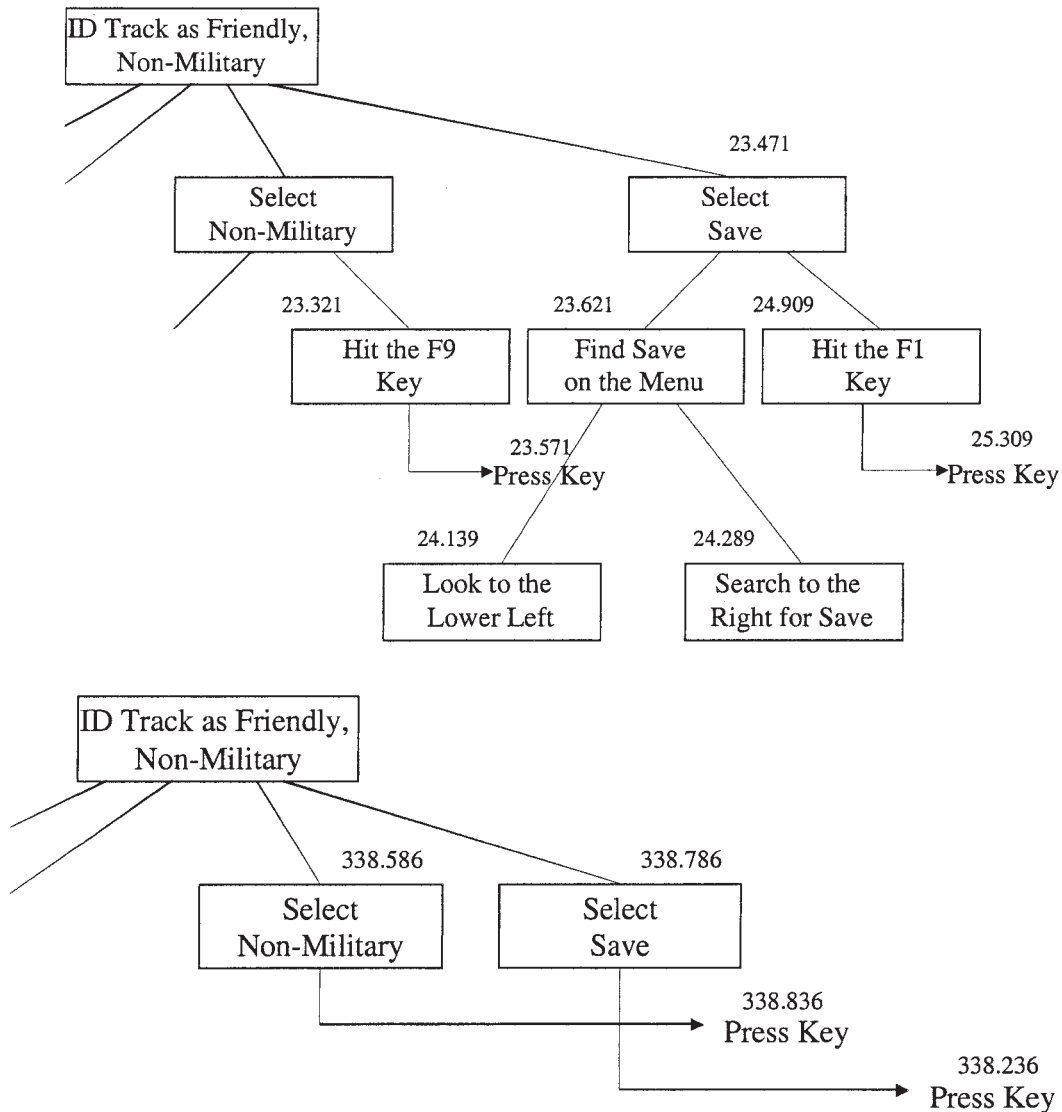 ID Track as Friendly,
Non-Military
23.471
Select
Non-Military
Select
Save
23.321
23.621
24.909
Hit the F9
Key
Find Save
on the Menu
Hit the F1
Key
23.571
Press Key
25.309
Press Key
24.139
24.289
Look to the
Lower Left
Search to the
Right for Save
ID Track as Friendly,
Non-Military
338.586
338.786
Select
Non-Military
Select
Save
338.836
Press Key
338.236
Press Key